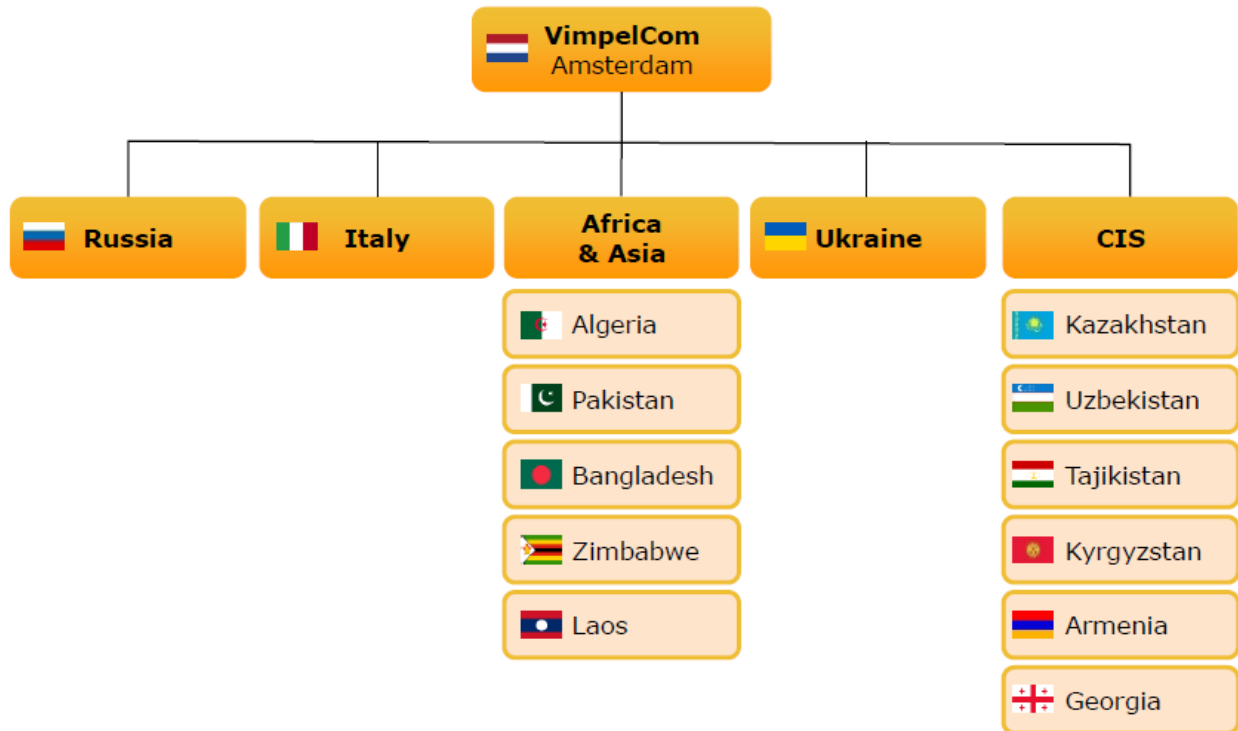 VimpelCom
Amsterdam
Russia
Italy
Africa
& Asia
Ukraine
CIS
Algeria
Pakistan
Bangladesh
Zimbabwe
Laos
Kazakhstan
Uzbekistan
Tajikistan
Kyrgyzstan
Armenia
Georgia